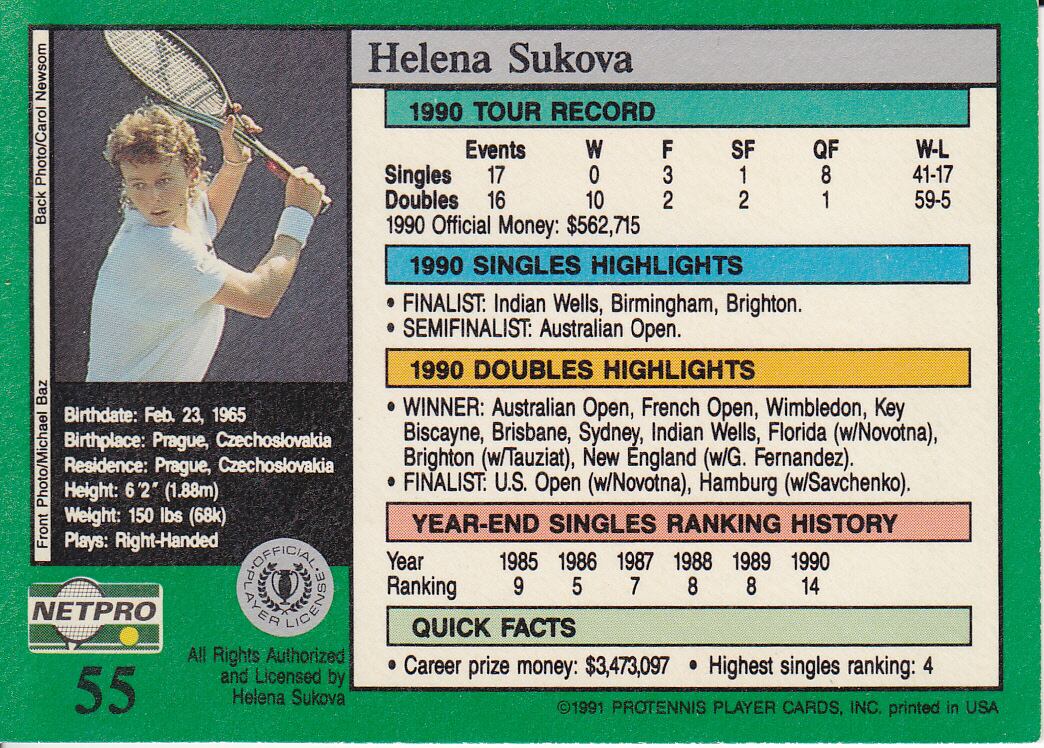 Back Photo/Carol Newsom
Front Photo/Michael Baz
Birthdate: Feb. 23, 1965
Birthplace: Prague, Czechoslovakia
Residence: Prague, Czechoslovakia
Height: 6'2" (1.88m)
Weight: 150 lbs (68k)
Plays: Right-Handed
OFFICIAL
PLAYER LICENSE
NETPRO
55
All Rights Authorized
and Licensed by
Helena Sukova
Helena Sukova
1990 TOUR RECORD
Events W F SF QF W-L
Singles 17 0 3 1 8 41-17
Doubles 16 10 2 2 1 59-5
1990 Official Money: $562,715
1990 SINGLES HIGHLIGHTS
• FINALIST: Indian Wells, Birmingham, Brighton.
• SEMIFINALIST: Australian Open.
1990 DOUBLES HIGHLIGHTS
• WINNER: Australian Open, French Open, Wimbledon, Key
Biscayne, Brisbane, Sydney, Indian Wells, Florida (w/Novotna),
Brighton (w/Tauziat), New England (w/G. Fernandez).
• FINALIST: U.S. Open (w/Novotna), Hamburg (w/Savchenko).
YEAR-END SINGLES RANKING HISTORY
Year 1985 1986 1987 1988 1989 1990
Ranking 9 5 7 8 8 14
QUICK FACTS
• Career prize money: $3,473,097 • Highest singles ranking: 4
©1991 PROTENNIS PLAYER CARDS, INC. printed in USA